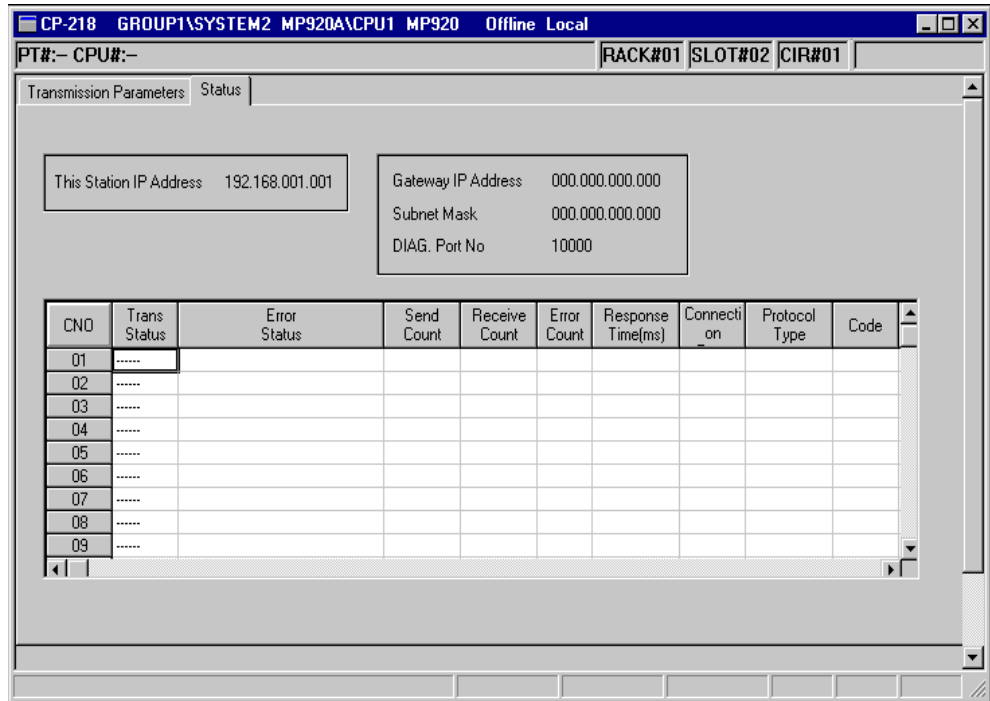 CP-218 GROUP1\SYSTEM2 MP920A\CPU1 MP920 Offline Local
PT#:– CPU#:– RACK#01 SLOT#02 CIR#01
Transmission Parameters Status
This Station IP Address 192.168.001.001
Gateway IP Address 000.000.000.000
Subnet Mask 000.000.000.000
DIAG. Port No 10000
CNO Trans Status Error Status Send Count Receive Count Error Count Response Time(ms) Connecti on Protocol Type Code
01 ------
02 ------
03 ------
04 ------
05 ------
06 ------
07 ------
08 ------
09 ------